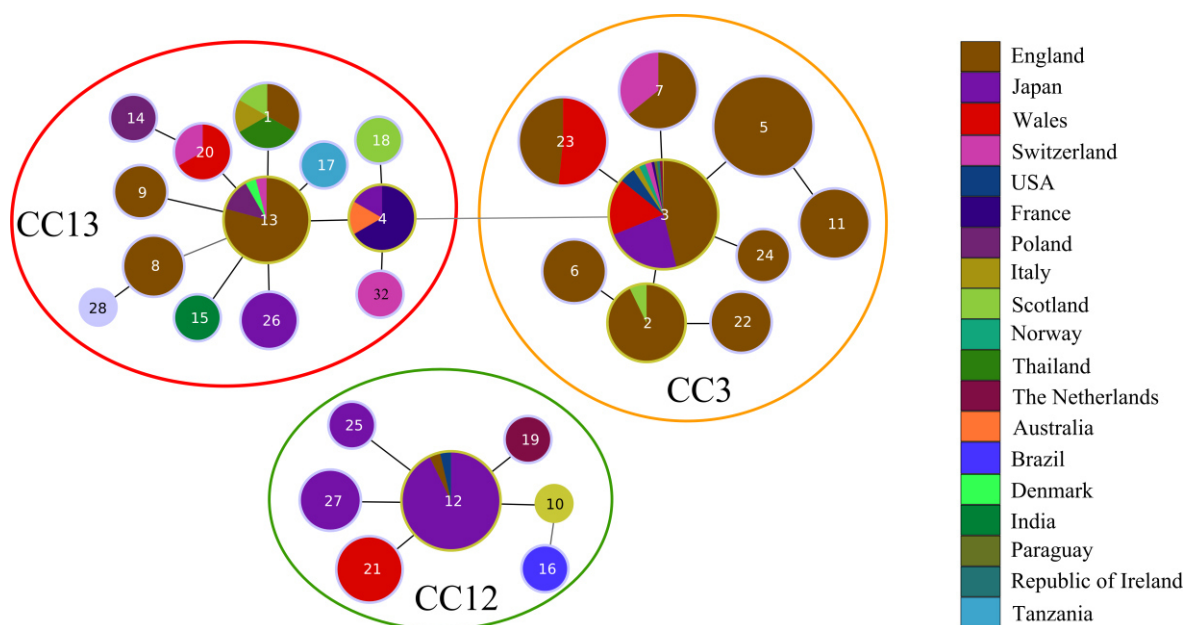 CC13
14
20
1
17
18
9
13
4
8
28
15
26
32
CC3
7
23
5
3
11
24
6
2
22
CC12
25
19
27
12
10
21
16
England
Japan
Wales
Switzerland
USA
France
Poland
Italy
Scotland
Norway
Thailand
The Netherlands
Australia
Brazil
Denmark
India
Paraguay
Republic of Ireland
Tanzania